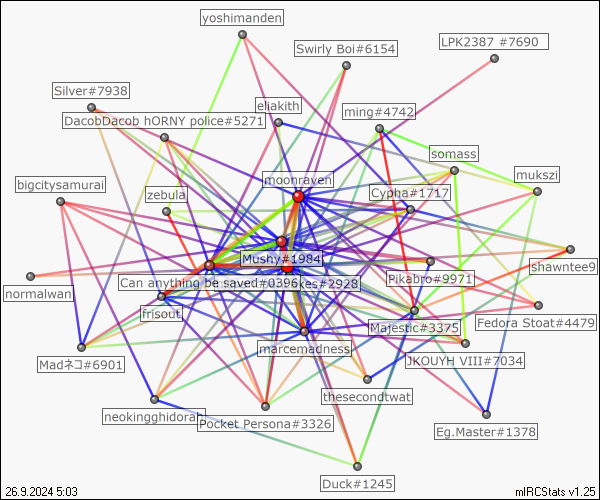 yoshimanden
LPK2387 ^7690
Swirly Boi#6154
Silver#7938
eliakith
ming#4742
DacobDacob hORNY police#5271
somass
mukszi
moonraven
bigcitysamurai
zebula
Cypha#1717
Mushy#1984
shawntee9
Pikabro#9971
normalwan
Can anything be saved#0396
kes#2928
frisout
Majestic#3375
Fedora Stoat#4479
marcemadness
Madネコ#6901
JKOUYH VIII#7034
thesecondtwat
neokingghidorah
Pocket Persona#3326
Eg.Master#1378
Duck#1245
26.9.2024 5:03
mIRCStats v1.25